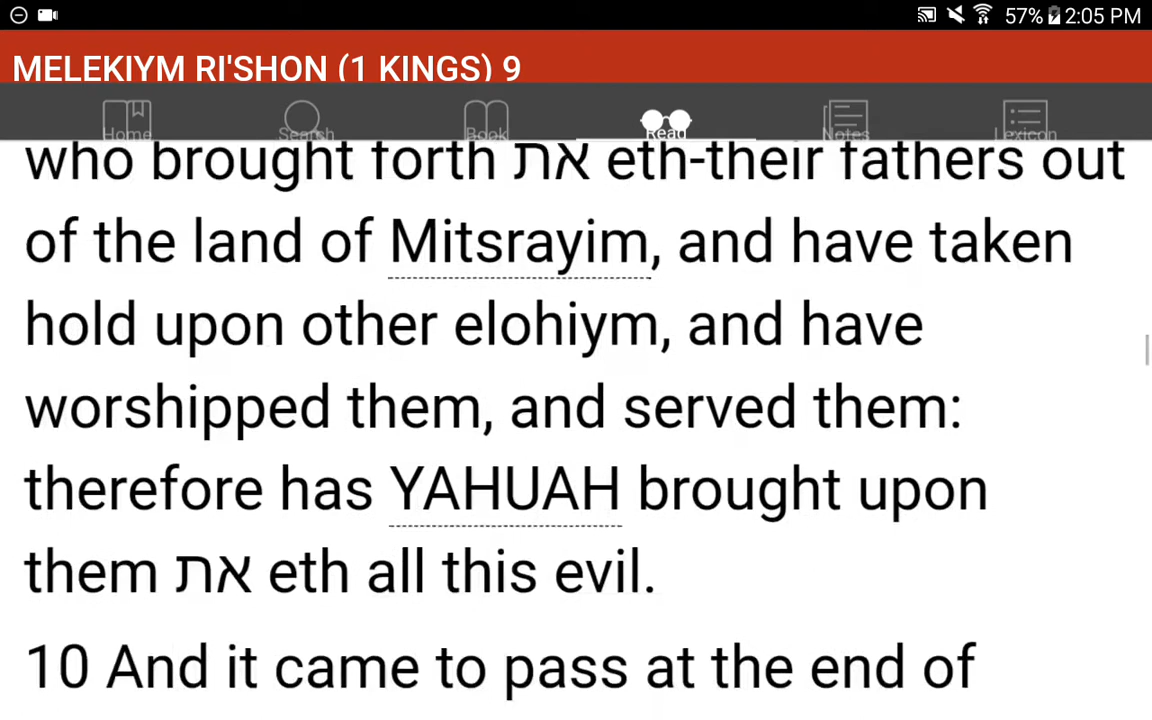 57% 2:05 PM
MELEKIYM RI'SHON (1 KINGS) 9
Home Search Book Read Notes Lexicon
who brought forth את eth-their fathers out
of the land of Mitsrayim, and have taken
hold upon other elohiym, and have
worshipped them, and served them:
therefore has YAHUAH brought upon
them את eth all this evil.
10 And it came to pass at the end of